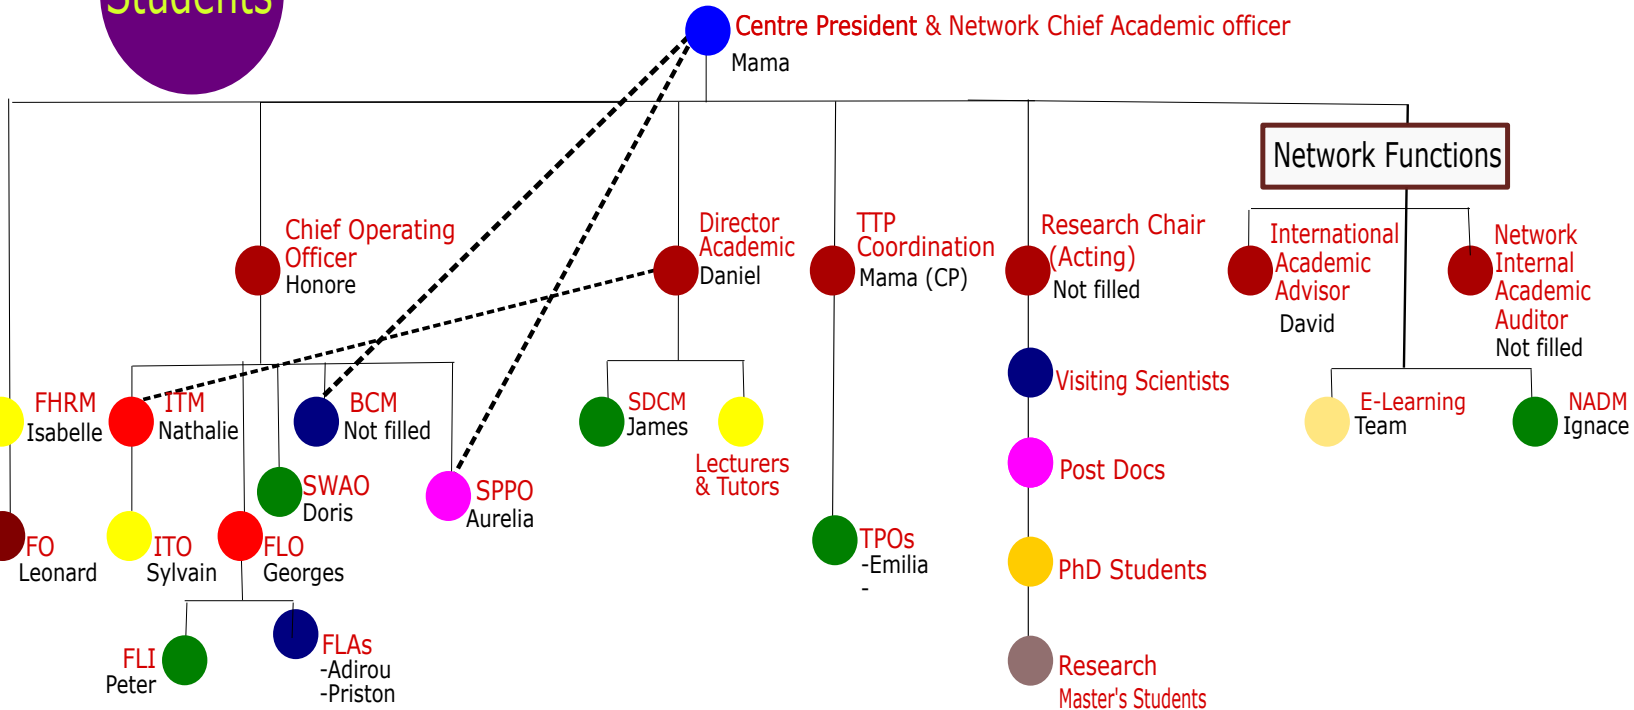 Students
Centre President & Network Chief Academic officer
Mama
Network Functions
Chief Operating
Officer
Honore
Director
Academic
Daniel
TTP
Coordination
Mama (CP)
Research Chair
(Acting)
Not filled
International
Academic
Advisor
David
Network
Internal
Academic
Auditor
Not filled
FHRM
Isabelle
ITM
Nathalie
BCM
Not filled
SDCM
James
Lecturers
& Tutors
Visiting Scientists
E-Learning
Team
NADM
Ignace
SWAO
Doris
SPPO
Aurelia
Post Docs
FO
Leonard
ITO
Sylvain
FLO
Georges
TPOs
-Emilia
-
PhD Students
FLI
Peter
FLAs
-Adirou
-Priston
Research
Master's Students